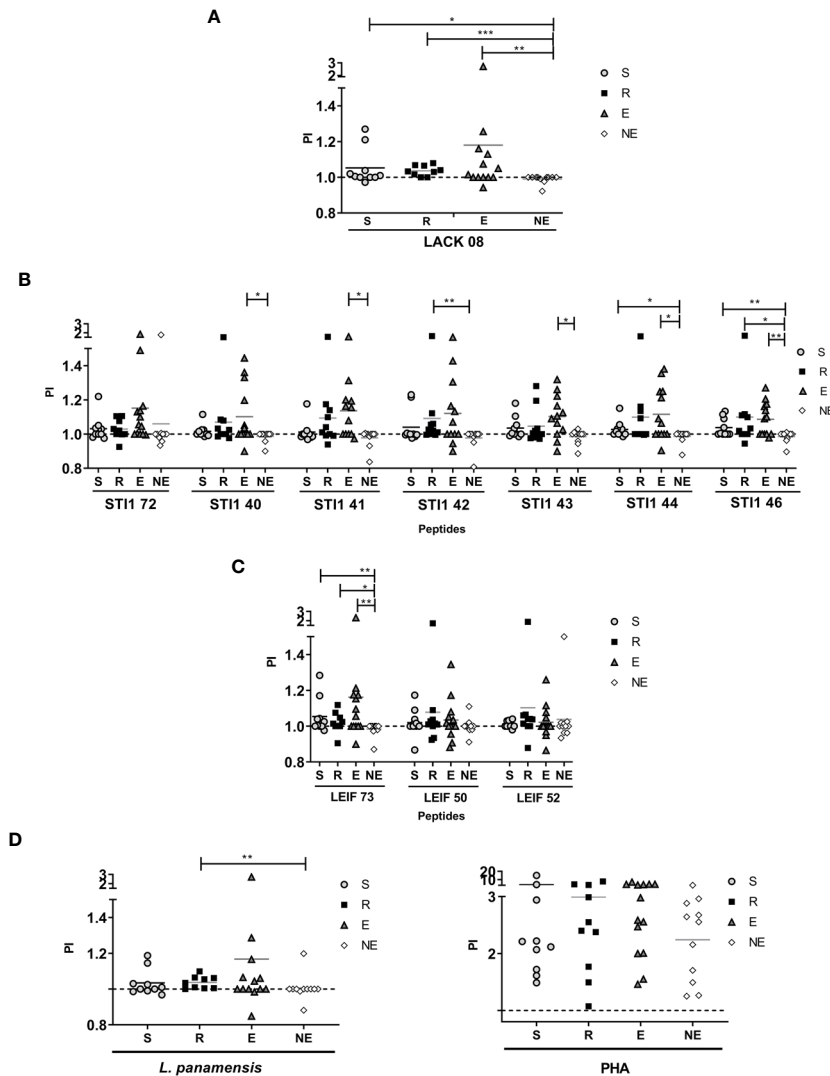 A
*
***
**
3
2
1.4
1.2
1.0
0.8
PI
S
R
E
NE
S R E NE
LACK 08
B
* * ** * * * ** * **
3
2
1.4
1.2
1.0
0.8
PI
S
R
E
NE
S R E NE S R E NE S R E NE S R E NE S R E NE S R E NE S R E NE
STI1 72 STI1 40 STI1 41 STI1 42 STI1 43 STI1 44 STI1 46
Peptides
C
**
*
**
3
2
1.4
1.2
1.0
0.8
PI
S
R
E
NE
S R E NE S R E NE S R E NE
LEIF 73 LEIF 50 LEIF 52
Peptides
D
**
3
2
1.4
1.2
1.0
0.8
PI
S
R
E
NE
S R E NE
L. panamensis
20
10
3
2
PI
S
R
E
NE
S R E NE
PHA